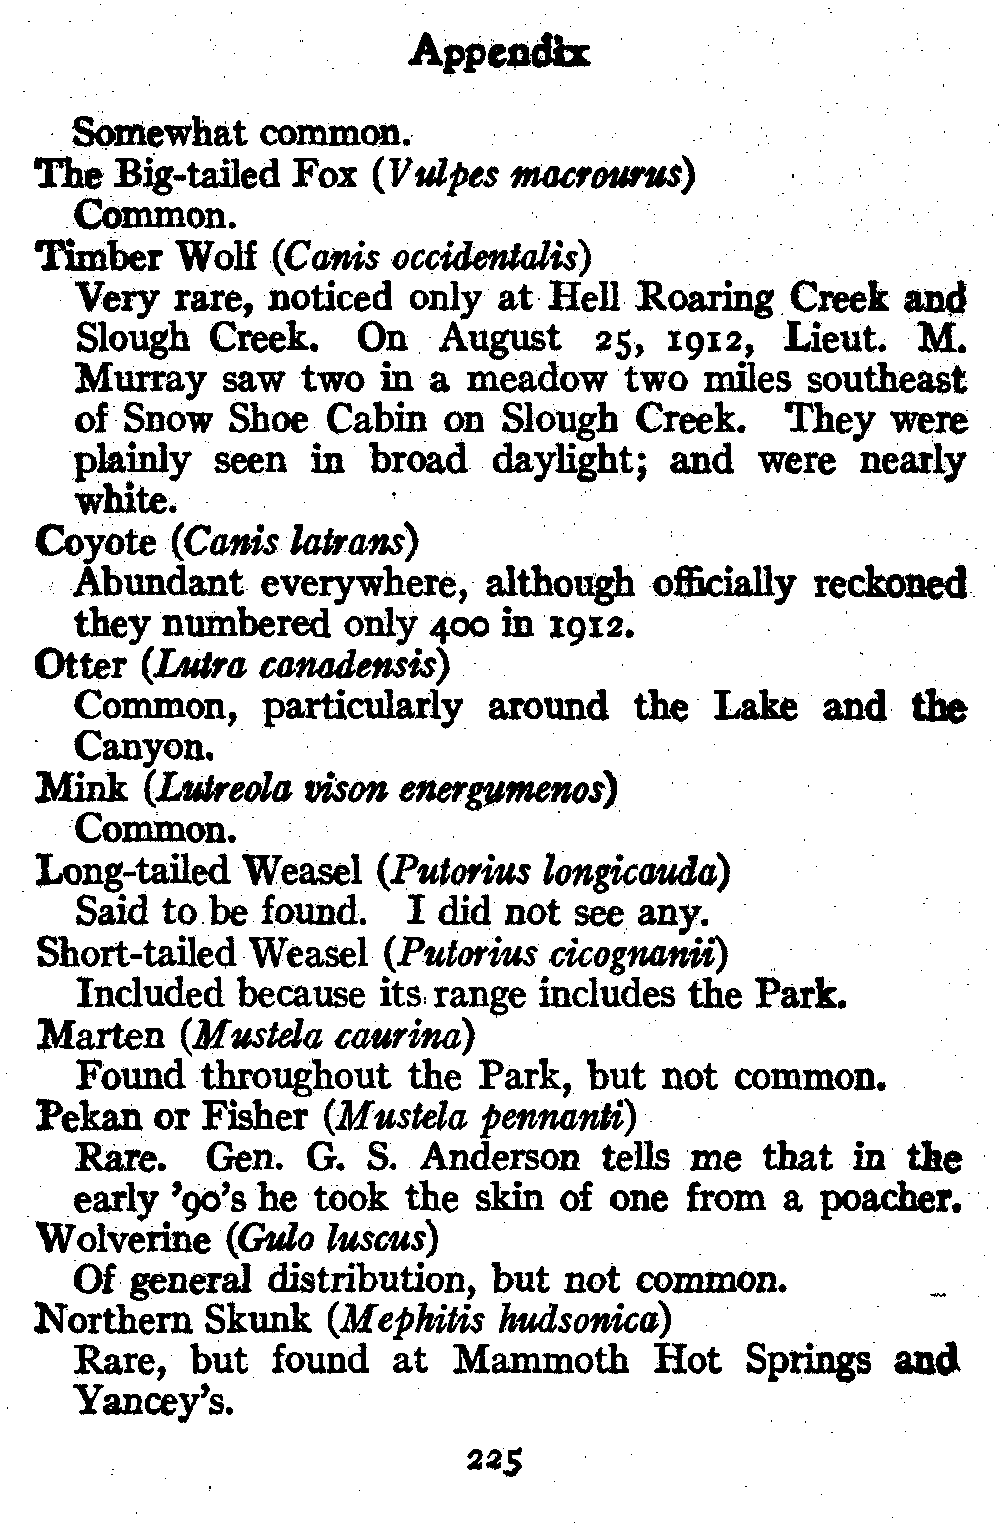 Appendix
Somewhat common.
The Big-tailed Fox (Vulpes macrourus)
Common.
Timber Wolf (Canis occidentalis)
Very rare, noticed only at Hell Roaring Creek and
Slough Creek. On August 25, 1912, Lieut. M.
Murray saw two in a meadow two miles southeast
of Snow Shoe Cabin on Slough Creek. They were
plainly seen in broad daylight; and were nearly
white.
Coyote (Canis latrans)
Abundant everywhere, although officially reckoned
they numbered only 400 in 1912.
Otter (Lutra canadensis)
Common, particularly around the Lake and the
Canyon.
Mink (Lutreola vison energumenos)
Common.
Long-tailed Weasel (Putorius longicauda)
Said to be found. I did not see any.
Short-tailed Weasel (Putorius cicognanii)
Included because its range includes the Park.
Marten (Mustela caurina)
Found throughout the Park, but not common.
Pekan or Fisher (Mustela pennanti)
Rare. Gen. G. S. Anderson tells me that in the
early ’90’s he took the skin of one from a poacher.
Wolverine (Gulo luscus)
Of general distribution, but not common.
Northern Skunk (Mephitis hudsonica)
Rare, but found at Mammoth Hot Springs and
Yancey’s.
225